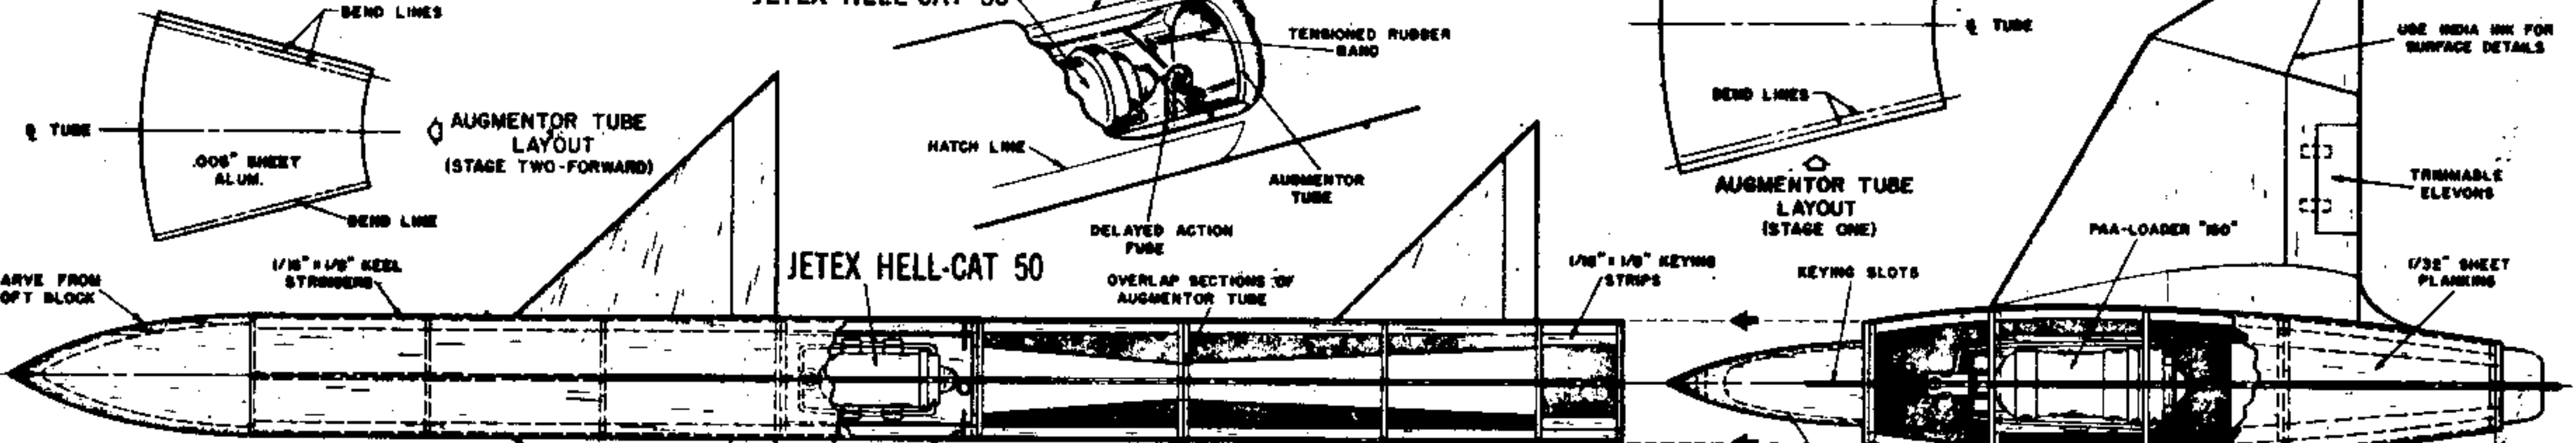 BEND LINES
JETEX HELL-CAT 50
TENSIONED RUBBER
BAND
℄ TUBE
USE INDIA INK FOR
SURFACE DETAILS
℄ TUBE
AUGMENTOR TUBE
LAYOUT
(STAGE TWO-FORWARD)
.006" SHEET
ALUM.
BEND LINE
HATCH LINE
AUGMENTOR
TUBE
DELAYED ACTION
FUSE
BEND LINES
AUGMENTOR TUBE
LAYOUT
(STAGE ONE)
TRIMMABLE
ELEVONS
PAA-LOADER "150"
ARVE FROM
OFT BLOCK
1/16" x 1/8" KEEL
STRINGERS
JETEX HELL-CAT 50
OVERLAP SECTIONS OF
AUGMENTOR TUBE
1/16" x 1/8" KEYING
STRIPS
KEYING SLOTS
1/32" SHEET
PLANKING